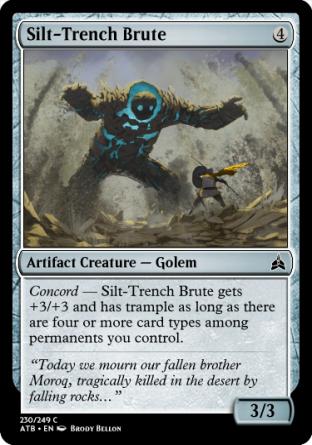 Silt-Trench Brute 4
Artifact Creature — Golem
Concord — Silt-Trench Brute gets
+3/+3 and has trample as long as there
are four or more card types among
permanents you control.
“Today we mourn our fallen brother
Moroq, tragically killed in the desert by
falling rocks…”
3/3
230/249 C
ATB • EN Brody Bellon